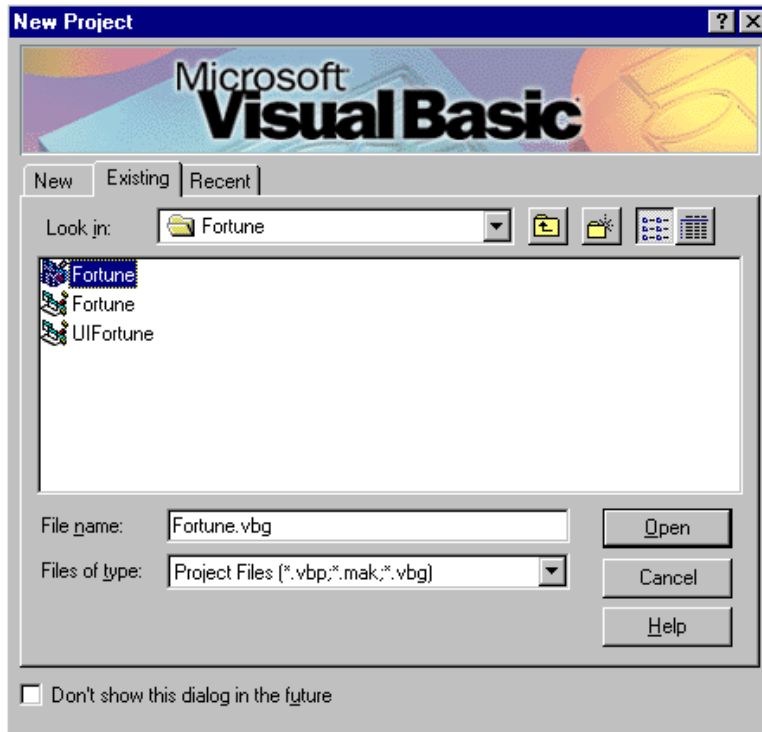 New Project
Microsoft
Visual Basic
New Existing Recent
Look in: Fortune
Fortune
Fortune
UIFortune
File name: Fortune.vbg Open
Files of type: Project Files (*.vbp;*.mak;*.vbg) Cancel
Help
Don't show this dialog in the future